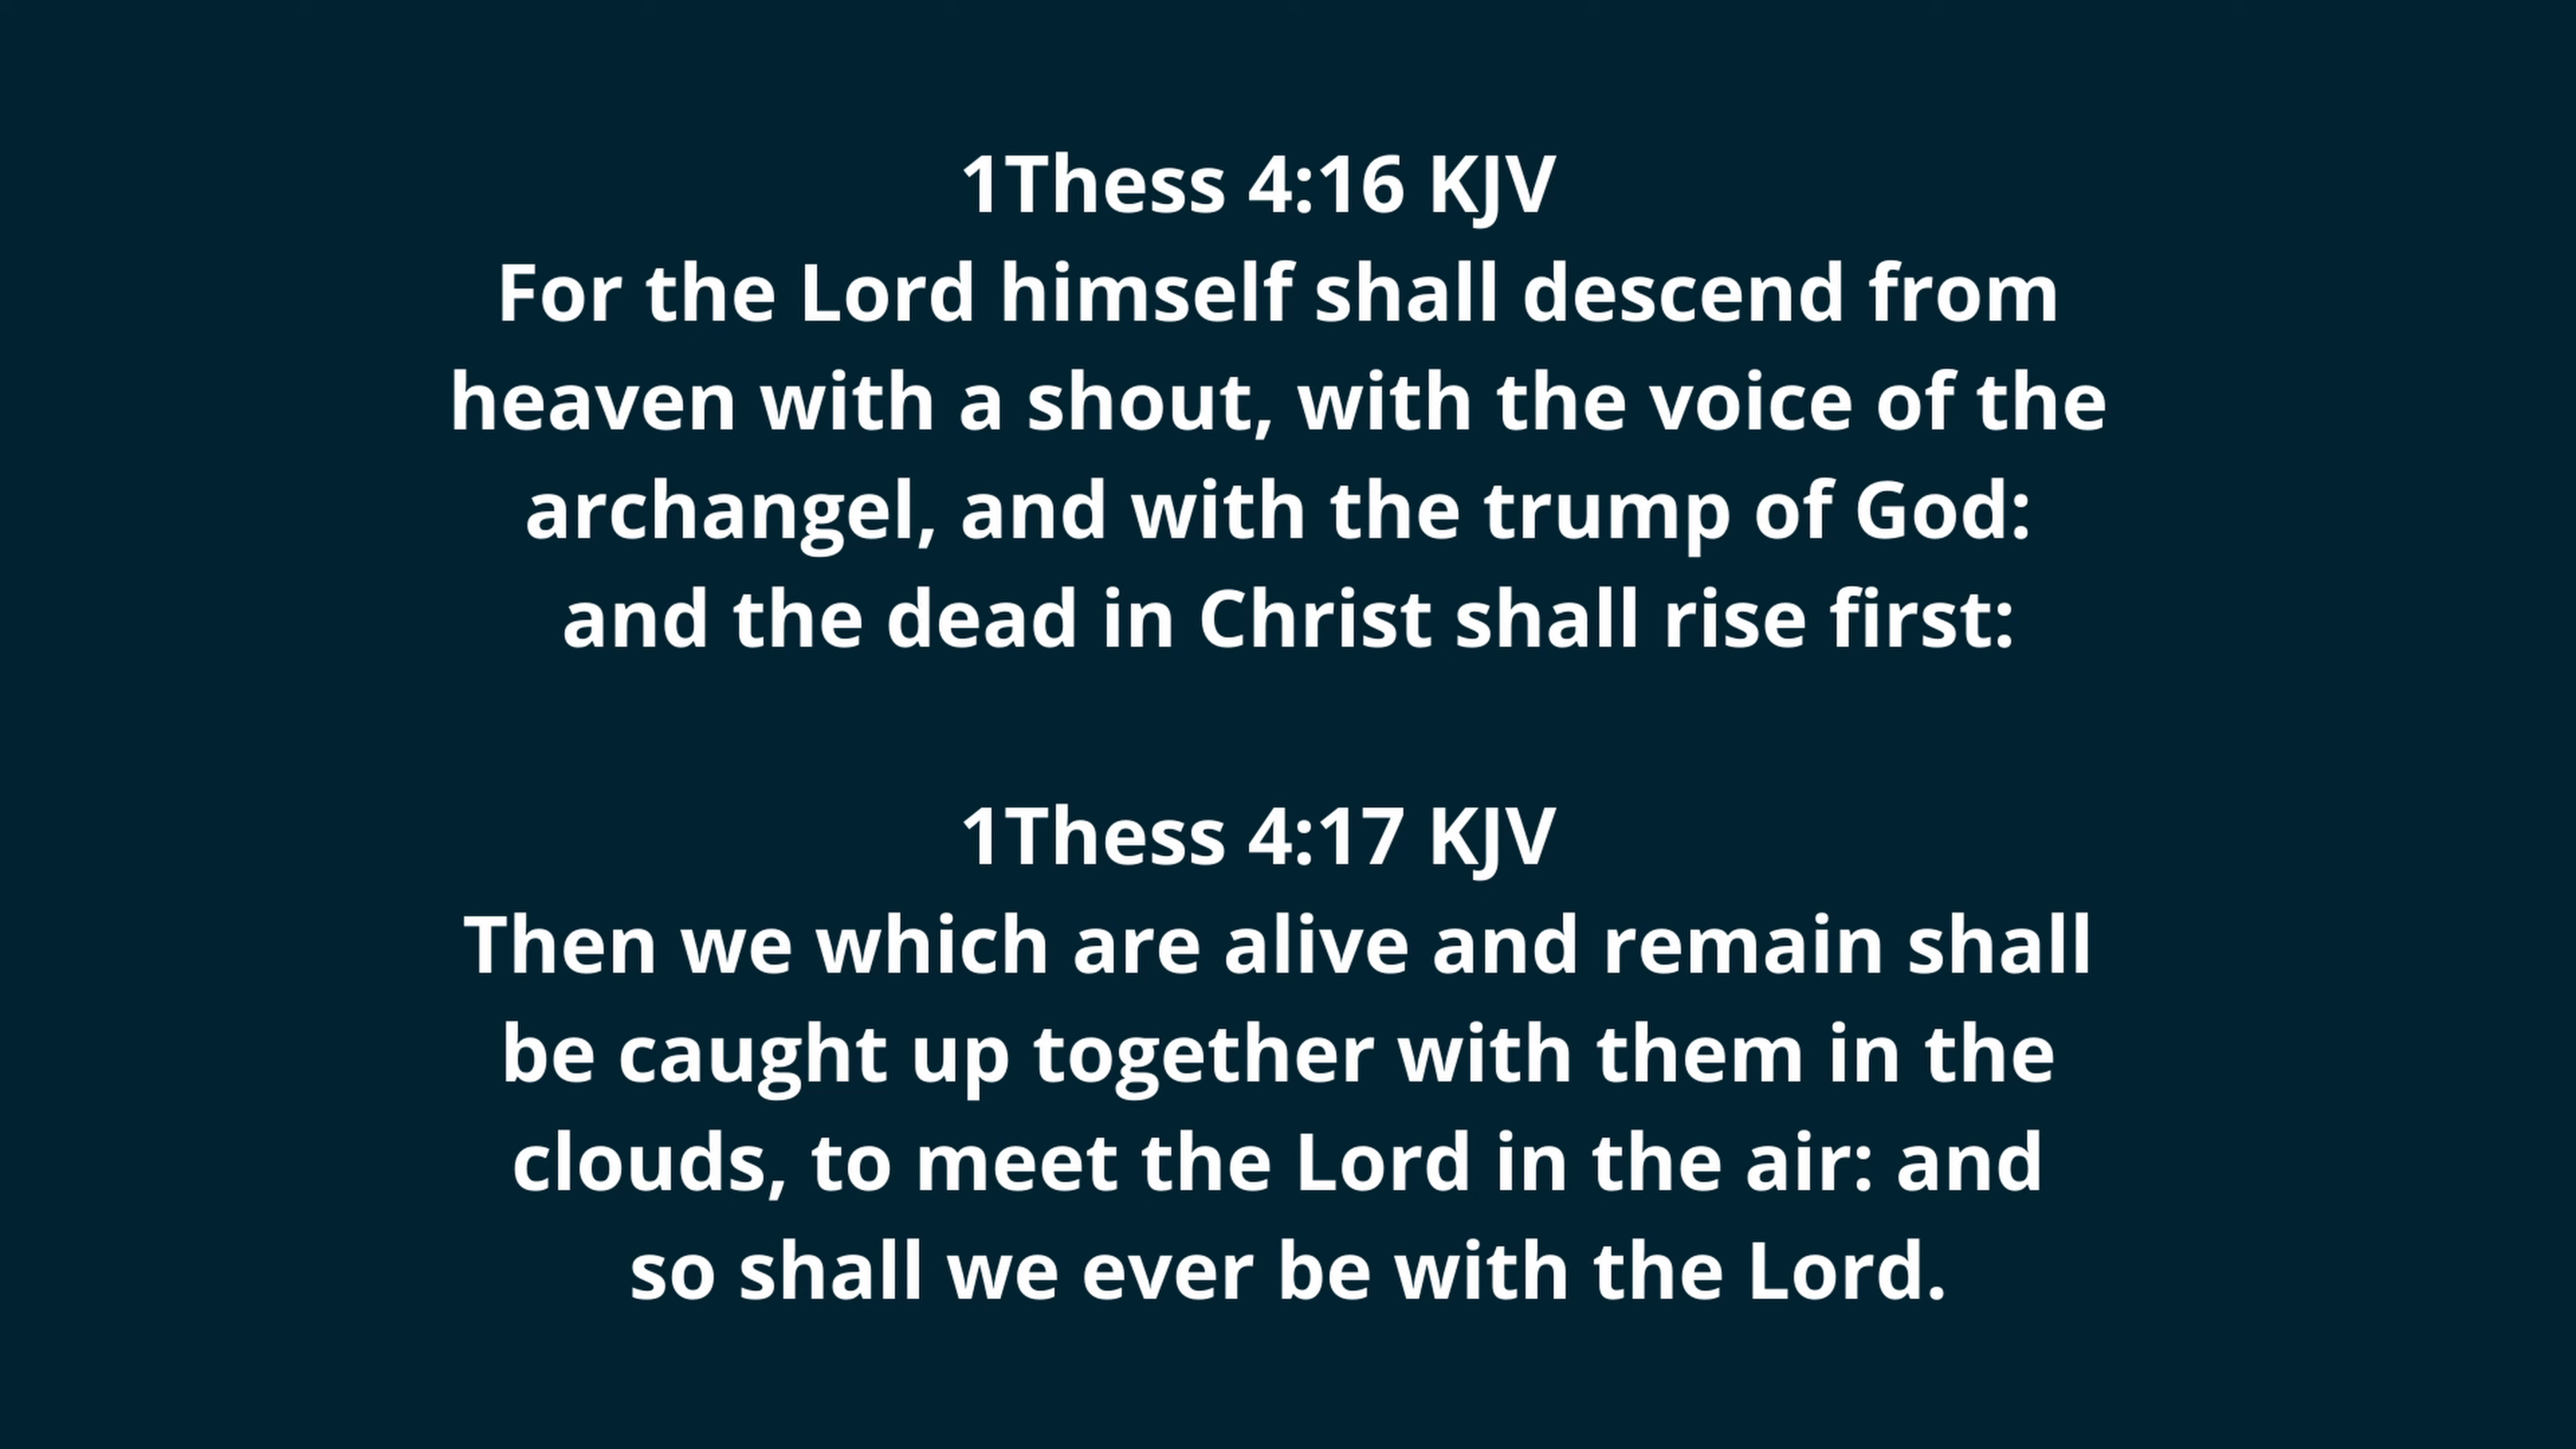 1Thess 4:16 KJV
For the Lord himself shall descend from
heaven with a shout, with the voice of the
archangel, and with the trump of God:
and the dead in Christ shall rise first:
1Thess 4:17 KJV
Then we which are alive and remain shall
be caught up together with them in the
clouds, to meet the Lord in the air: and
so shall we ever be with the Lord.